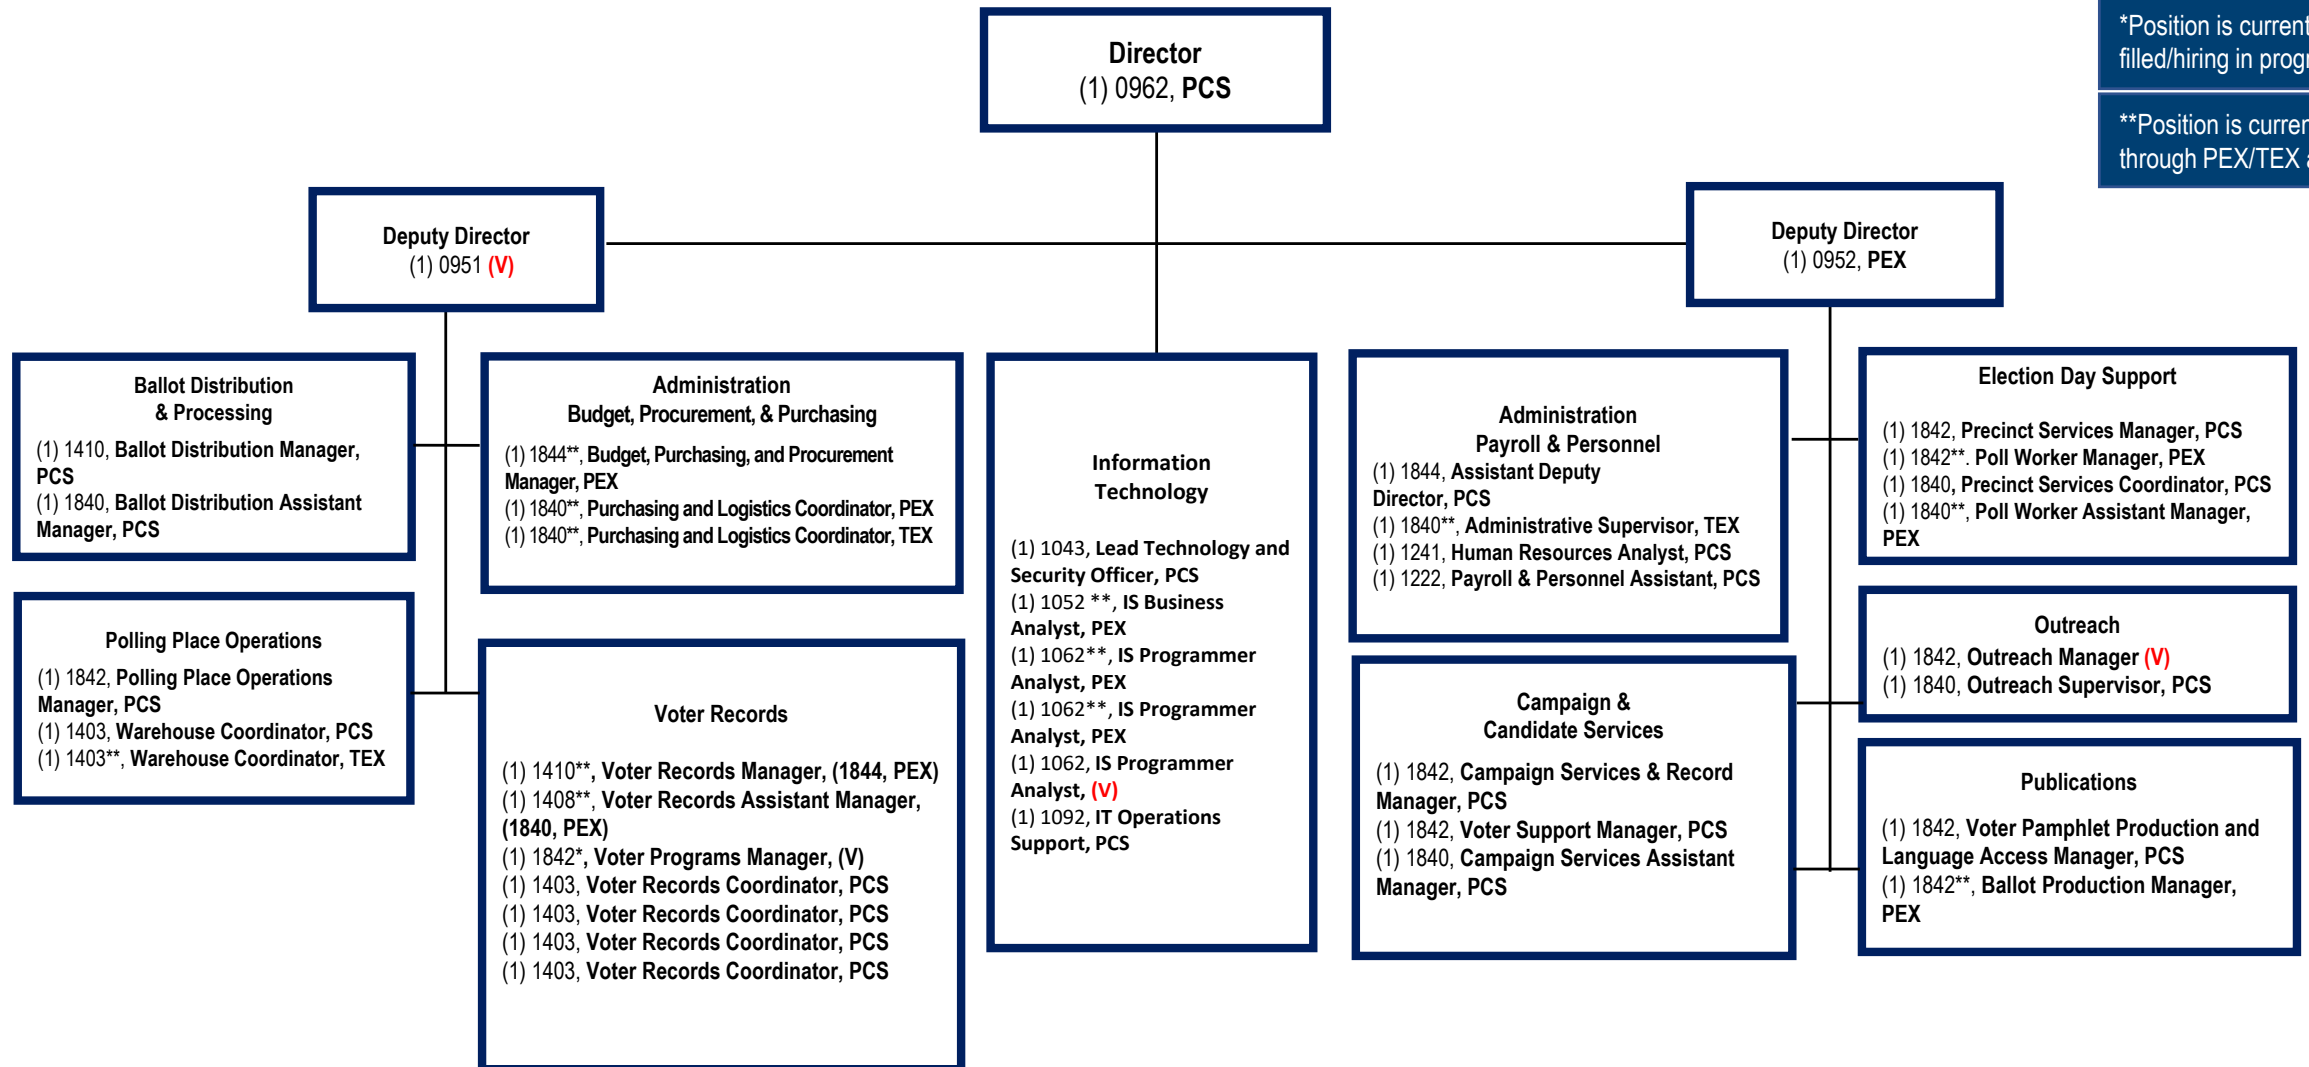 *Position is current
filled/hiring in progr
**Position is curren
through PEX/TEX a
Director
(1) 0962, PCS
Deputy Director
(1) 0951 (V)
Deputy Director
(1) 0952, PEX
Ballot Distribution
& Processing
(1) 1410, Ballot Distribution Manager,
PCS
(1) 1840, Ballot Distribution Assistant
Manager, PCS
Administration
Budget, Procurement, & Purchasing
(1) 1844**, Budget, Purchasing, and Procurement
Manager, PEX
(1) 1840**, Purchasing and Logistics Coordinator, PEX
(1) 1840**, Purchasing and Logistics Coordinator, TEX
Polling Place Operations
(1) 1842, Polling Place Operations
Manager, PCS
(1) 1403, Warehouse Coordinator, PCS
(1) 1403**, Warehouse Coordinator, TEX
Voter Records
(1) 1410**, Voter Records Manager, (1844, PEX)
(1) 1408**, Voter Records Assistant Manager,
(1840, PEX)
(1) 1842*, Voter Programs Manager, (V)
(1) 1403, Voter Records Coordinator, PCS
(1) 1403, Voter Records Coordinator, PCS
(1) 1403, Voter Records Coordinator, PCS
(1) 1403, Voter Records Coordinator, PCS
Information
Technology
(1) 1043, Lead Technology and
Security Officer, PCS
(1) 1052 **, IS Business
Analyst, PEX
(1) 1062**, IS Programmer
Analyst, PEX
(1) 1062**, IS Programmer
Analyst, PEX
(1) 1062, IS Programmer
Analyst, (V)
(1) 1092, IT Operations
Support, PCS
Administration
Payroll & Personnel
(1) 1844, Assistant Deputy
Director, PCS
(1) 1840**, Administrative Supervisor, TEX
(1) 1241, Human Resources Analyst, PCS
(1) 1222, Payroll & Personnel Assistant, PCS
Election Day Support
(1) 1842, Precinct Services Manager, PCS
(1) 1842**. Poll Worker Manager, PEX
(1) 1840, Precinct Services Coordinator, PCS
(1) 1840**, Poll Worker Assistant Manager,
PEX
Campaign &
Candidate Services
(1) 1842, Campaign Services & Record
Manager, PCS
(1) 1842, Voter Support Manager, PCS
(1) 1840, Campaign Services Assistant
Manager, PCS
Outreach
(1) 1842, Outreach Manager (V)
(1) 1840, Outreach Supervisor, PCS
Publications
(1) 1842, Voter Pamphlet Production and
Language Access Manager, PCS
(1) 1842**, Ballot Production Manager,
PEX